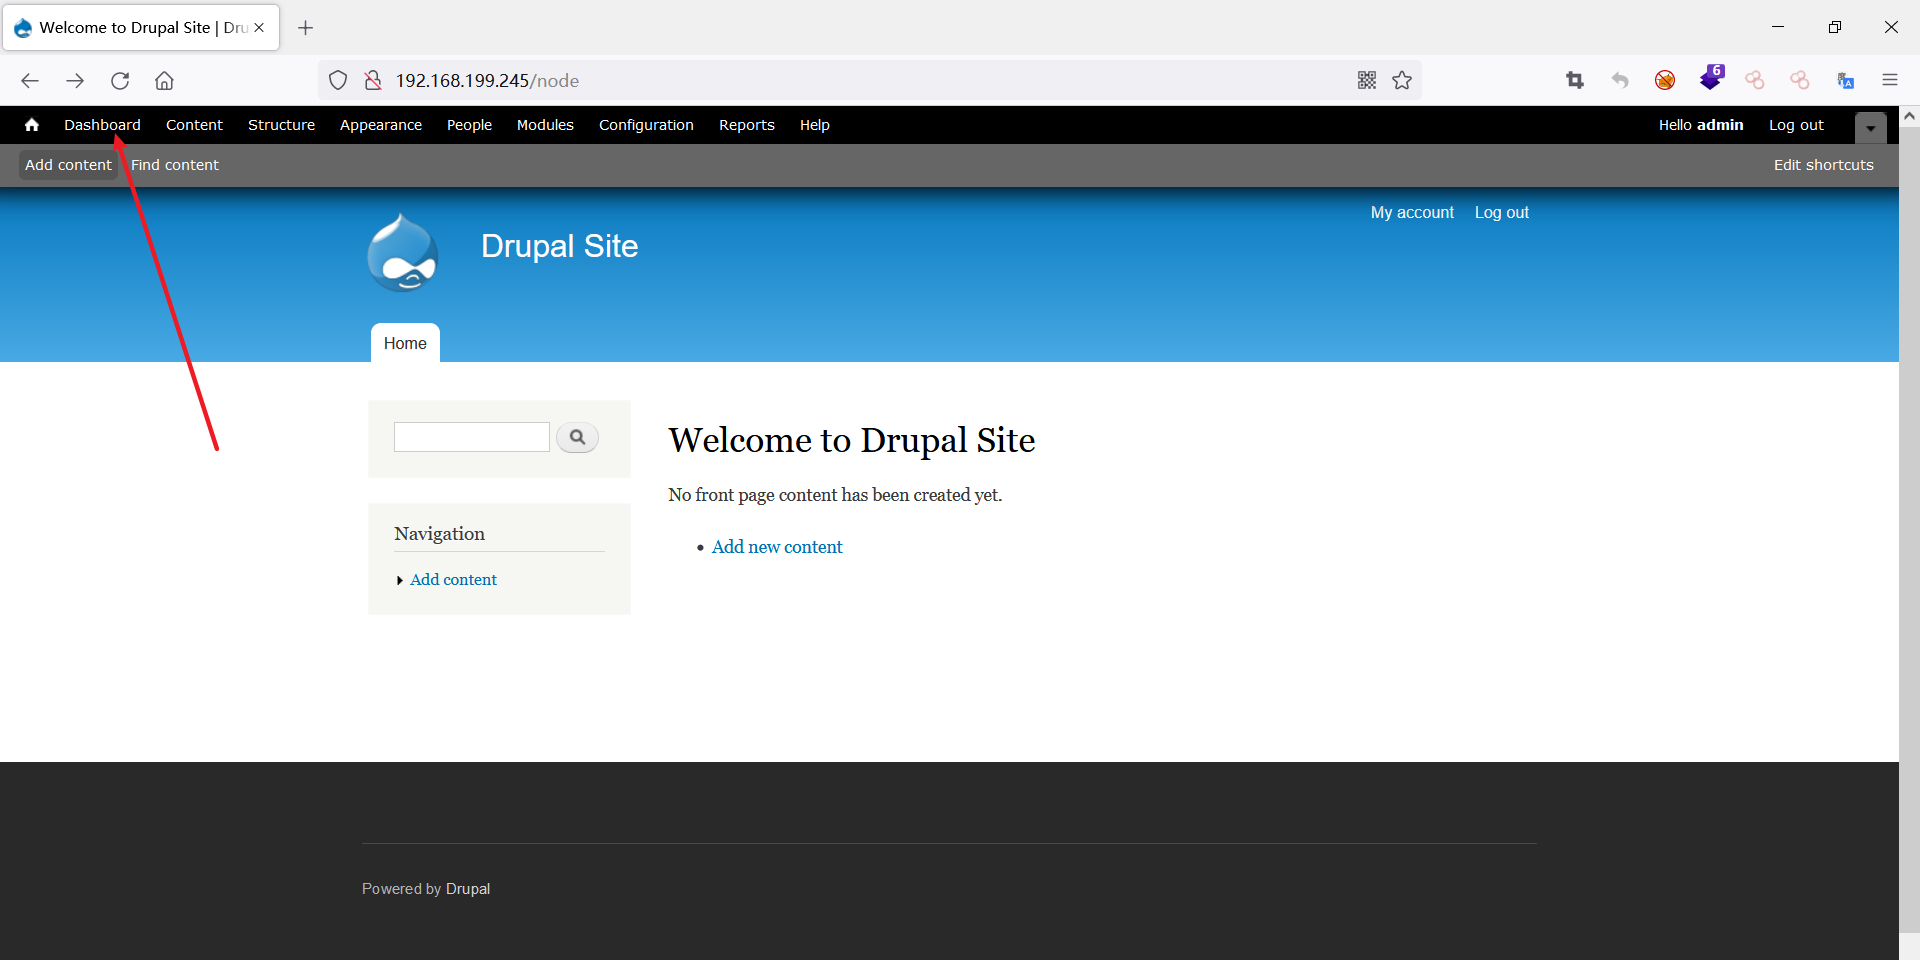 Welcome to Drupal Site | Dru
192.168.199.245/node
6
Dashboard Content Structure Appearance People Modules Configuration Reports Help Hello admin Log out
Add content Find content Edit shortcuts
My account Log out
Drupal Site
Home
Welcome to Drupal Site
No front page content has been created yet.
Add new content
Navigation
Add content
Powered by Drupal